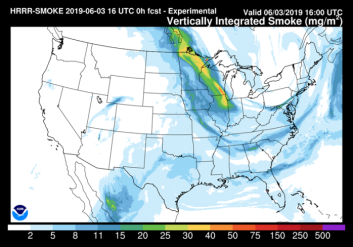 HRRR-SMOKE 2019-06-03 16 UTC 0h fcst - Experimental
Valid 06/03/2019 16:00 UTC
Vertically Integrated Smoke (mg/m²)
2 5 8 11 15 20 25 30 40 50 75 150 250 500